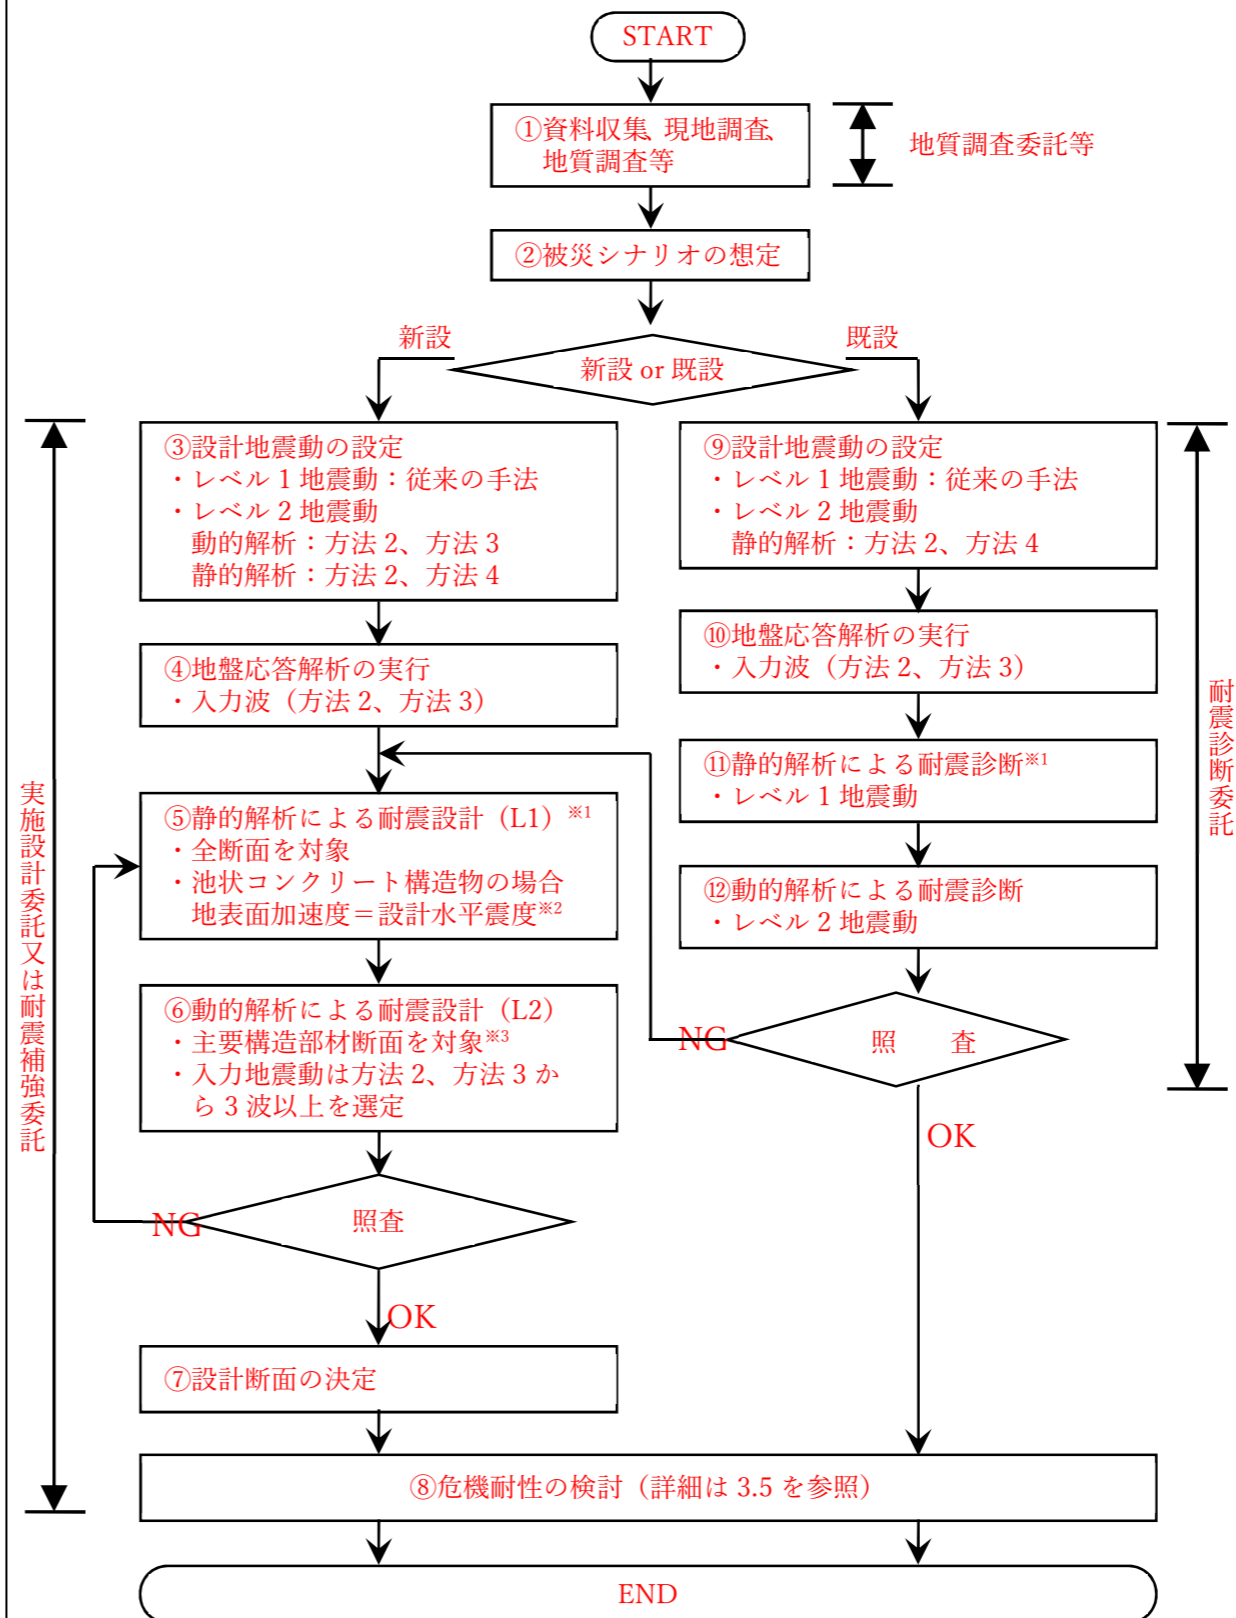 START
①資料収集、現地調査、
地質調査等
地質調査委託等
②被災シナリオの想定
新設
既設
新設 or 既設
③設計地震動の設定
・レベル 1 地震動：従来の手法
・レベル 2 地震動
動的解析：方法 2、方法 3
静的解析：方法 2、方法 4
④地盤応答解析の実行
・入力波（方法 2、方法 3）
⑤静的解析による耐震設計（L1）※1
・全断面を対象
・池状コンクリート構造物の場合
地表面加速度＝設計水平震度※2
⑥動的解析による耐震設計（L2）
・主要構造部材断面を対象※3
・入力地震動は方法 2、方法 3 か
ら 3 波以上を選定
照査
NG
OK
⑦設計断面の決定
実施設計委託又は耐震補強委託
⑨設計地震動の設定
・レベル 1 地震動：従来の手法
・レベル 2 地震動
静的解析：方法 2、方法 4
⑩地盤応答解析の実行
・入力波（方法 2、方法 3）
⑪静的解析による耐震診断※1
・レベル 1 地震動
⑫動的解析による耐震診断
・レベル 2 地震動
照　査
NG
OK
耐震診断委託
⑧危機耐性の検討（詳細は 3.5 を参照）
END